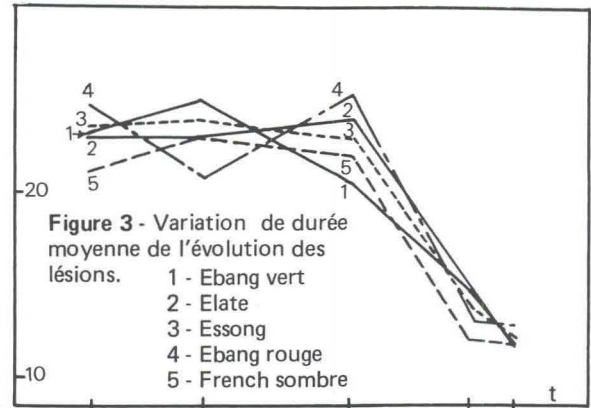 4
3
1
2
5
4
2
3
5
1
20
Figure 3 - Variation de durée
moyenne de l'évolution des
lésions.
1 - Ebang vert
2 - Elate
3 - Essong
4 - Ebang rouge
5 - French sombre
10
t